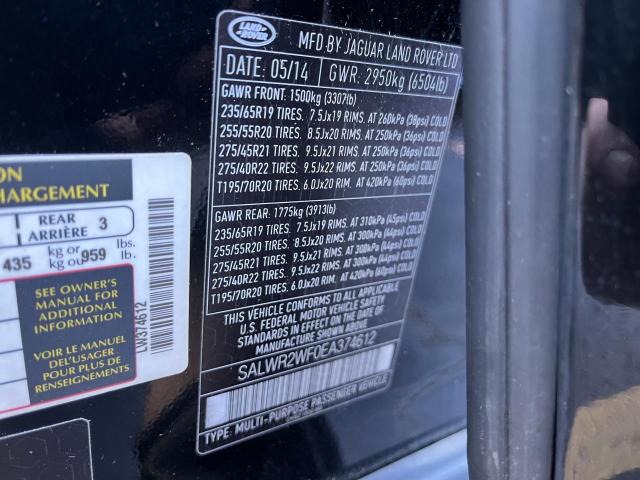 LAND ROVER
MFD BY JAGUAR LAND ROVER LTD
DATE: 05/14 GWR: 2950kg (6504lb)
GAWR FRONT: 1500kg (3307lb)
235/65R19 TIRES. 7.5Jx19 RIMS. AT 260kPa (38psi) COLD
255/55R20 TIRES. 8.5Jx20 RIMS. AT 250kPa (36psi) COLD
275/45R21 TIRES. 9.5Jx21 RIMS. AT 250kPa (36psi) COLD
275/40R22 TIRES. 9.5Jx22 RIMS. AT 250kPa (36psi) COLD
T195/70R20 TIRES. 6.0Jx20 RIM. AT 420kPa (60psi) COLD
GAWR REAR: 1775kg (3913lb)
235/65R19 TIRES. 7.5Jx19 RIMS. AT 310kPa (45psi) COLD
255/55R20 TIRES. 8.5Jx20 RIMS. AT 300kPa (44psi) COLD
275/45R21 TIRES. 9.5Jx21 RIMS. AT 300kPa (44psi) COLD
275/40R22 TIRES. 9.5Jx22 RIMS. AT 300kPa (44psi) COLD
T195/70R20 TIRES. 6.0Jx20 RIM. AT 420kPa (60psi) COLD
THIS VEHICLE CONFORMS TO ALL APPLICABLE
U.S. FEDERAL MOTOR VEHICLE SAFETY
STANDARDS IN EFFECT ON THE DATE OF
MANUFACTURE SHOWN ABOVE.
SALWR2WF0EA374612
TYPE: MULTI-PURPOSE PASSENGER VEHICLE
ON
HARGEMENT
REAR
ARRIÈRE 3
435 kg or kg ou 959 lbs. lb.
SEE OWNER'S
MANUAL FOR
ADDITIONAL
INFORMATION
VOIR LE MANUEL
DE L'USAGER
POUR PLUS DE
RENSEIGNEMENTS
LW374612